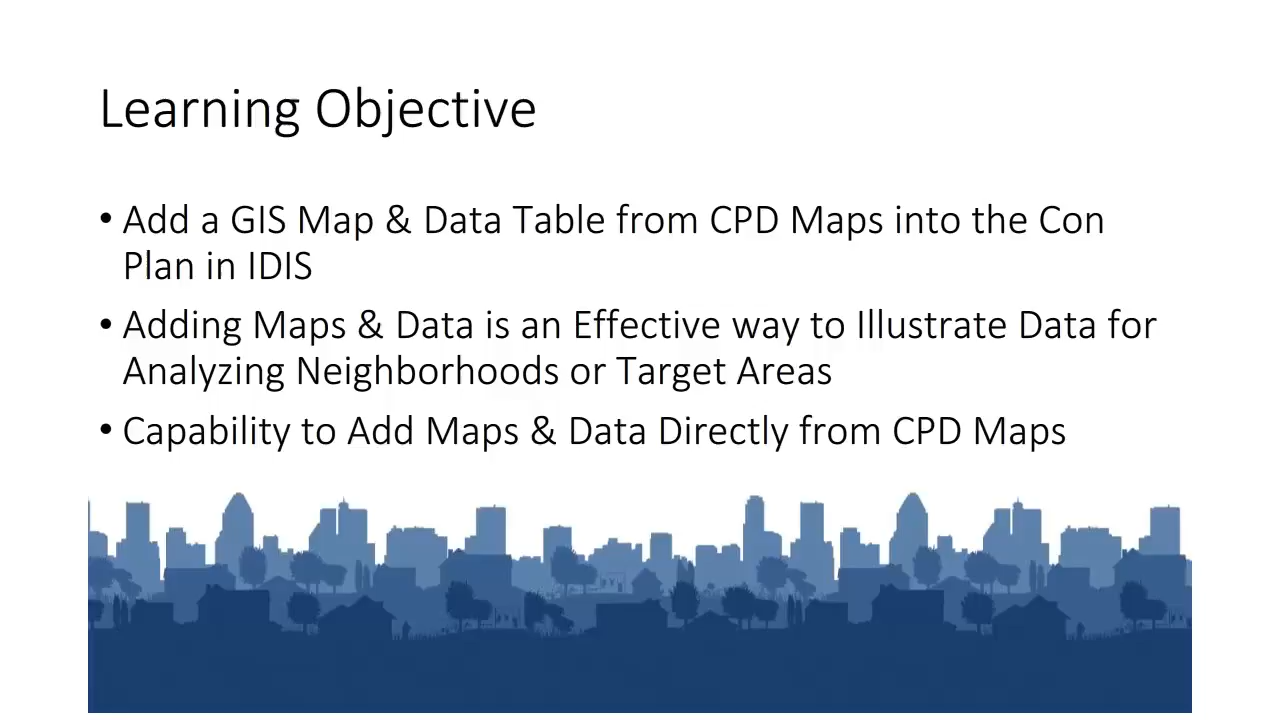 Learning Objective
• Add a GIS Map & Data Table from CPD Maps into the Con
Plan in IDIS
• Adding Maps & Data is an Effective way to Illustrate Data for
Analyzing Neighborhoods or Target Areas
• Capability to Add Maps & Data Directly from CPD Maps